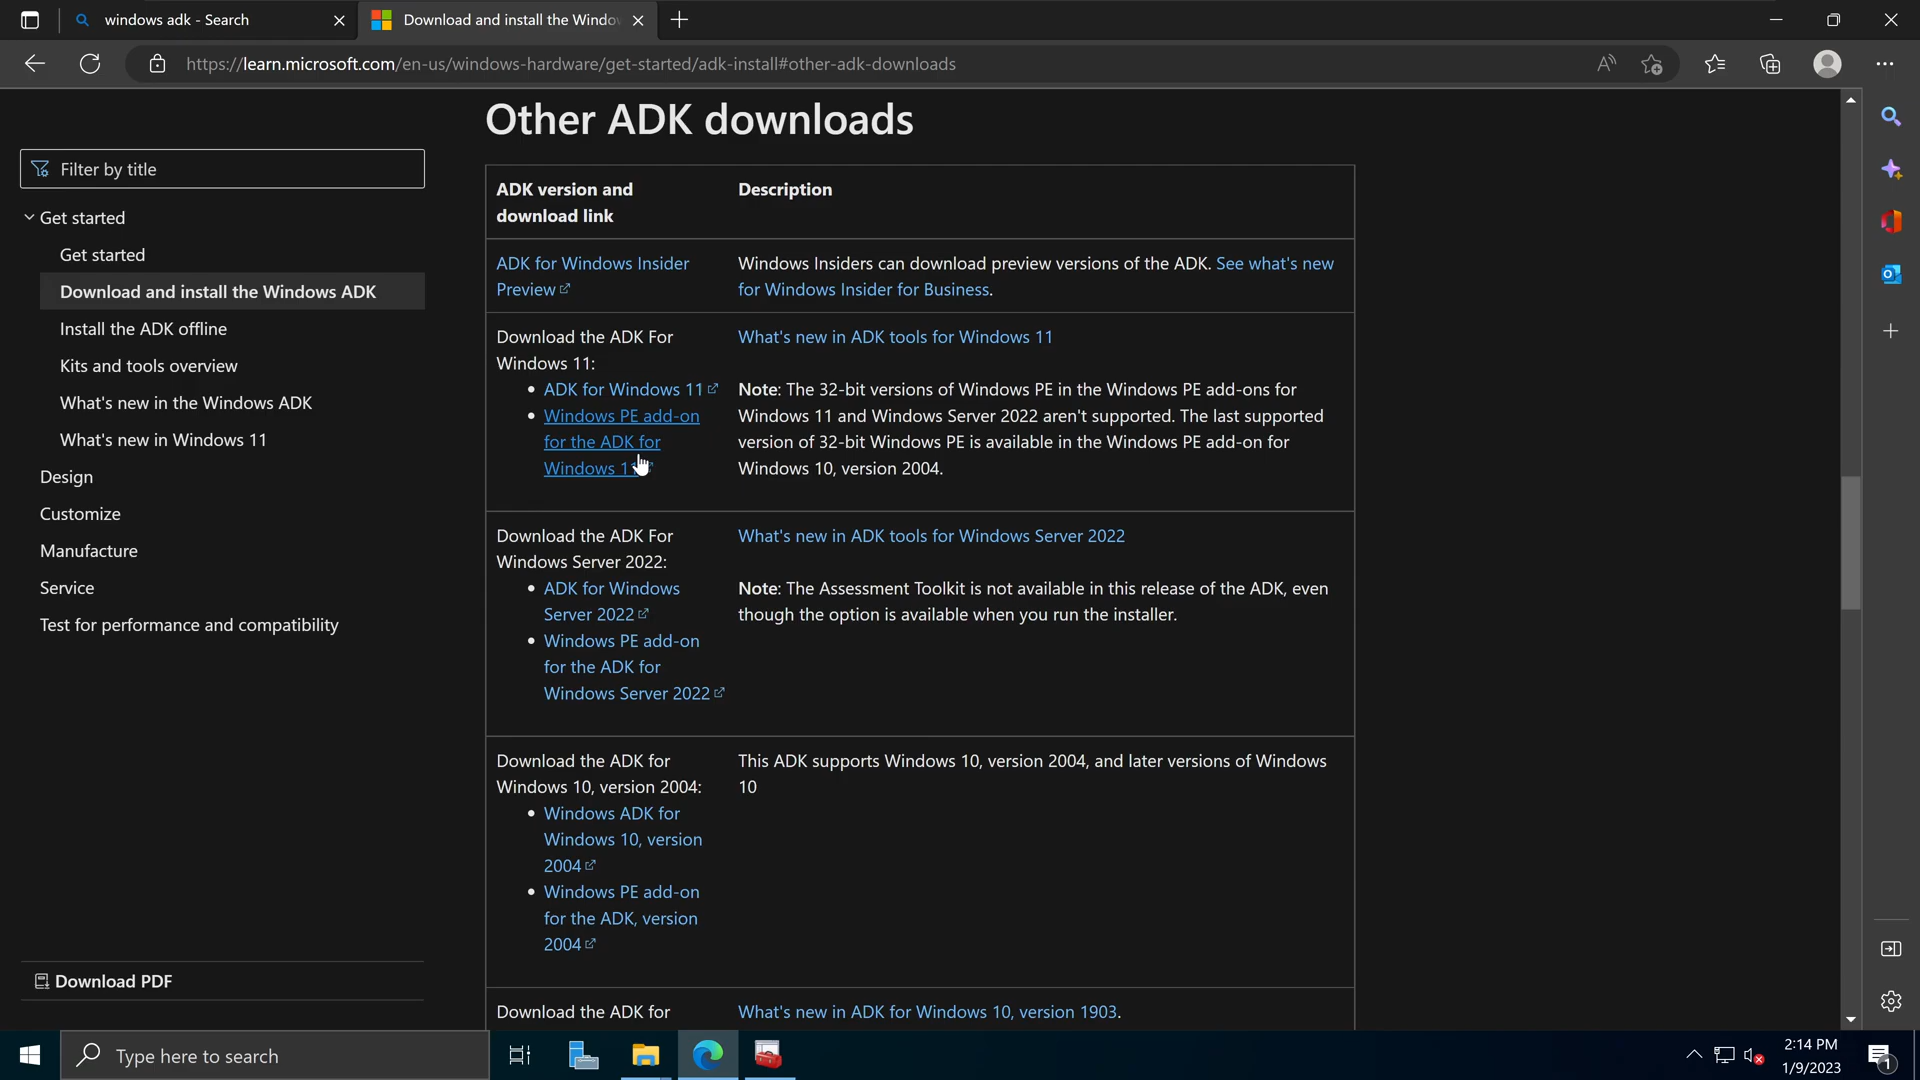 windows adk - Search
Download and install the Windo
https://learn.microsoft.com/en-us/windows-hardware/get-started/adk-install#other-adk-downloads
Filter by title
Get started
Get started
Download and install the Windows ADK
Install the ADK offline
Kits and tools overview
What's new in the Windows ADK
What's new in Windows 11
Design
Customize
Manufacture
Service
Test for performance and compatibility
Download PDF
Other ADK downloads
ADK version and
download link
Description
ADK for Windows Insider
Preview
Windows Insiders can download preview versions of the ADK. See what's new
for Windows Insider for Business.
Download the ADK For
Windows 11:
• ADK for Windows 11
• Windows PE add-on
for the ADK for
Windows 11
What's new in ADK tools for Windows 11
Note: The 32-bit versions of Windows PE in the Windows PE add-ons for
Windows 11 and Windows Server 2022 aren't supported. The last supported
version of 32-bit Windows PE is available in the Windows PE add-on for
Windows 10, version 2004.
Download the ADK For
Windows Server 2022:
• ADK for Windows
Server 2022
• Windows PE add-on
for the ADK for
Windows Server 2022
What's new in ADK tools for Windows Server 2022
Note: The Assessment Toolkit is not available in this release of the ADK, even
though the option is available when you run the installer.
Download the ADK for
Windows 10, version 2004:
• Windows ADK for
Windows 10, version
2004
• Windows PE add-on
for the ADK, version
2004
This ADK supports Windows 10, version 2004, and later versions of Windows
10
Download the ADK for
What's new in ADK for Windows 10, version 1903.
Type here to search
2:14 PM
1/9/2023
1